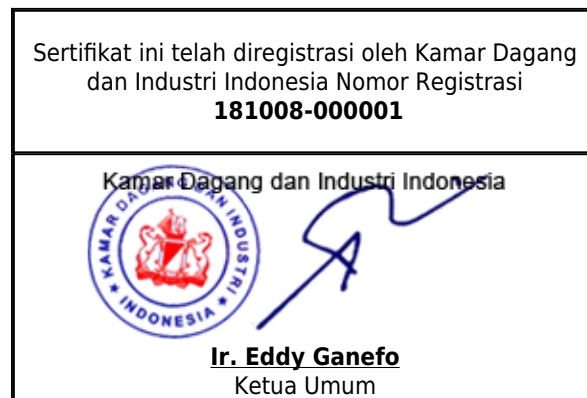 Sertifikat ini telah diregistrasi oleh Kamar Dagang
dan Industri Indonesia Nomor Registrasi
181008-000001
Kamar Dagang dan Industri Indonesia
KAMAR DAGANG DAN INDUSTRI
INDONESIA
Ir. Eddy Ganefo
Ketua Umum